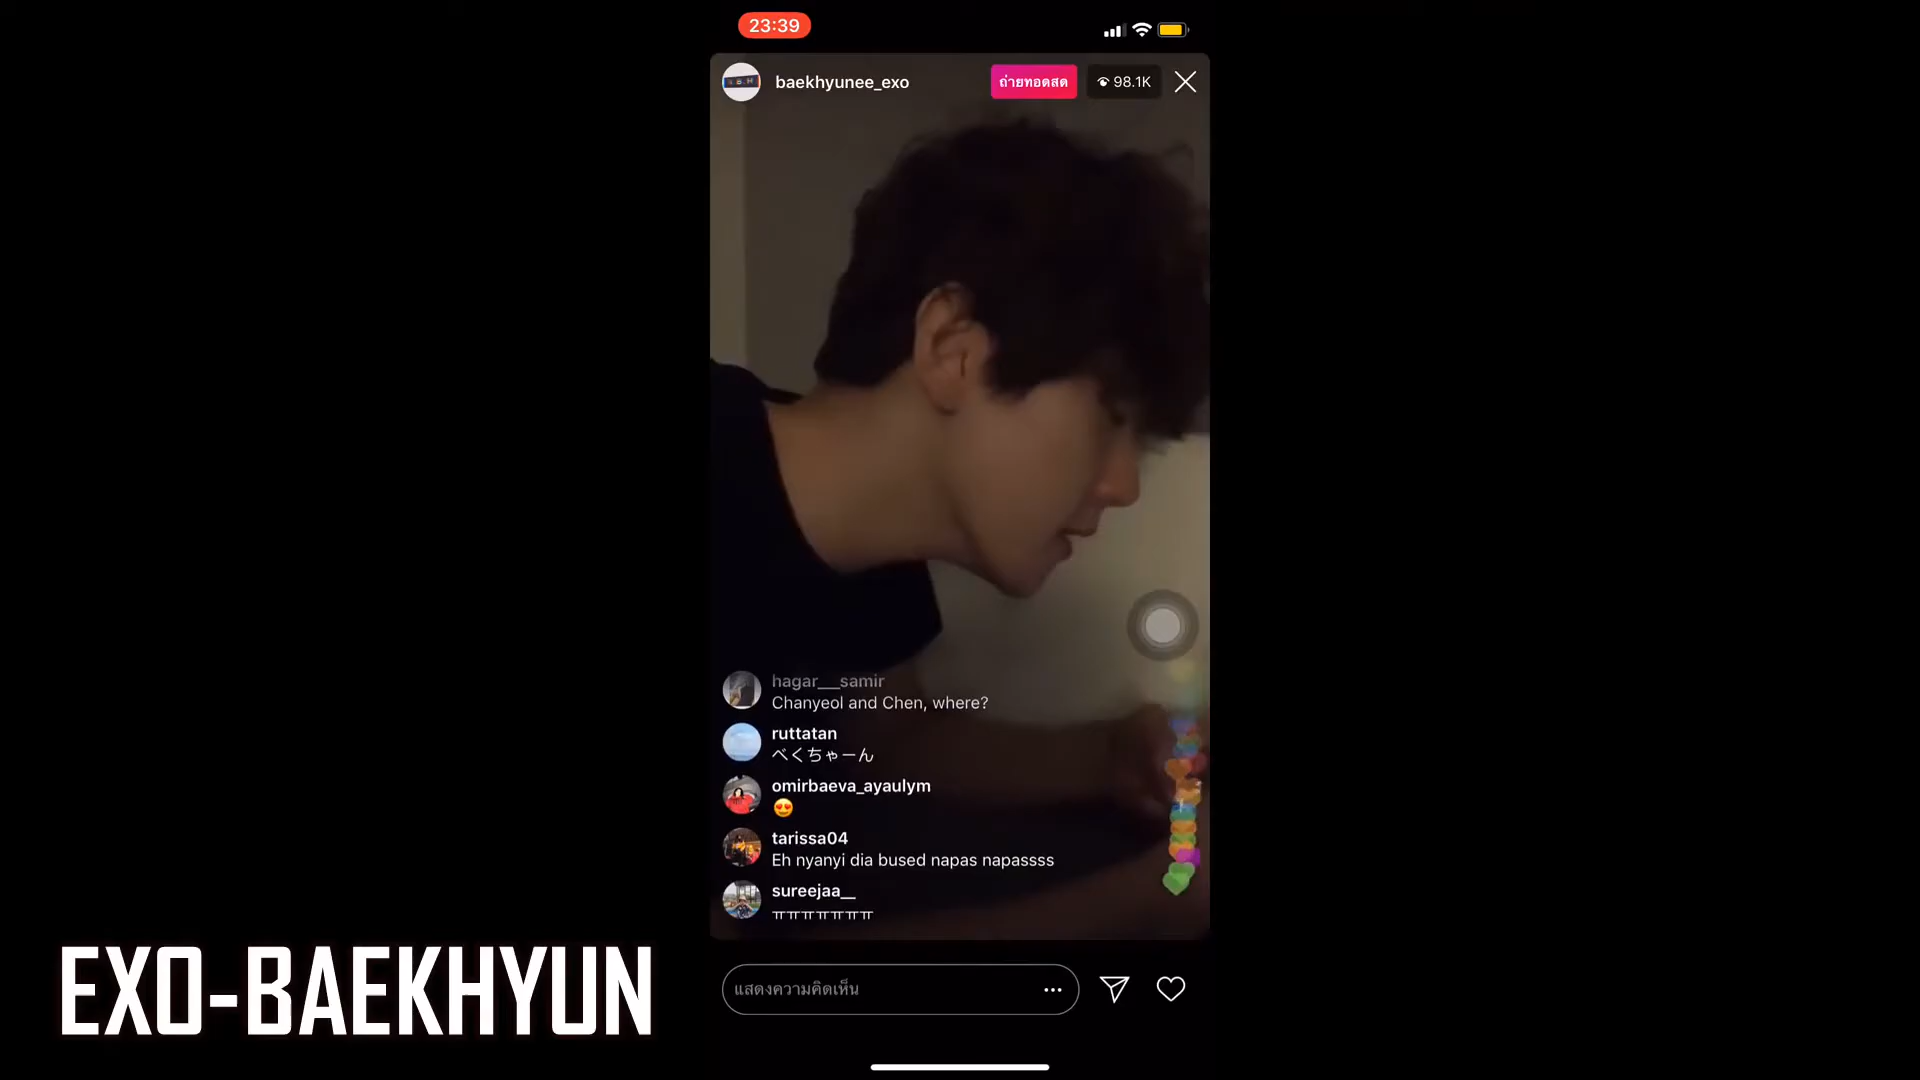 23:39
baekhyunee_exo
ถ่ายทอดสด
98.1K
hagar___samir
Chanyeol and Chen, where?
ruttatan
べくちゃーん
omirbaeva_ayaulym
😍
tarissa04
Eh nyanyi dia bused napas napassss
sureejaa__
ㅠㅠㅠㅠㅠㅠㅠ
EXO-BAEKHYUN
แสดงความคิดเห็น